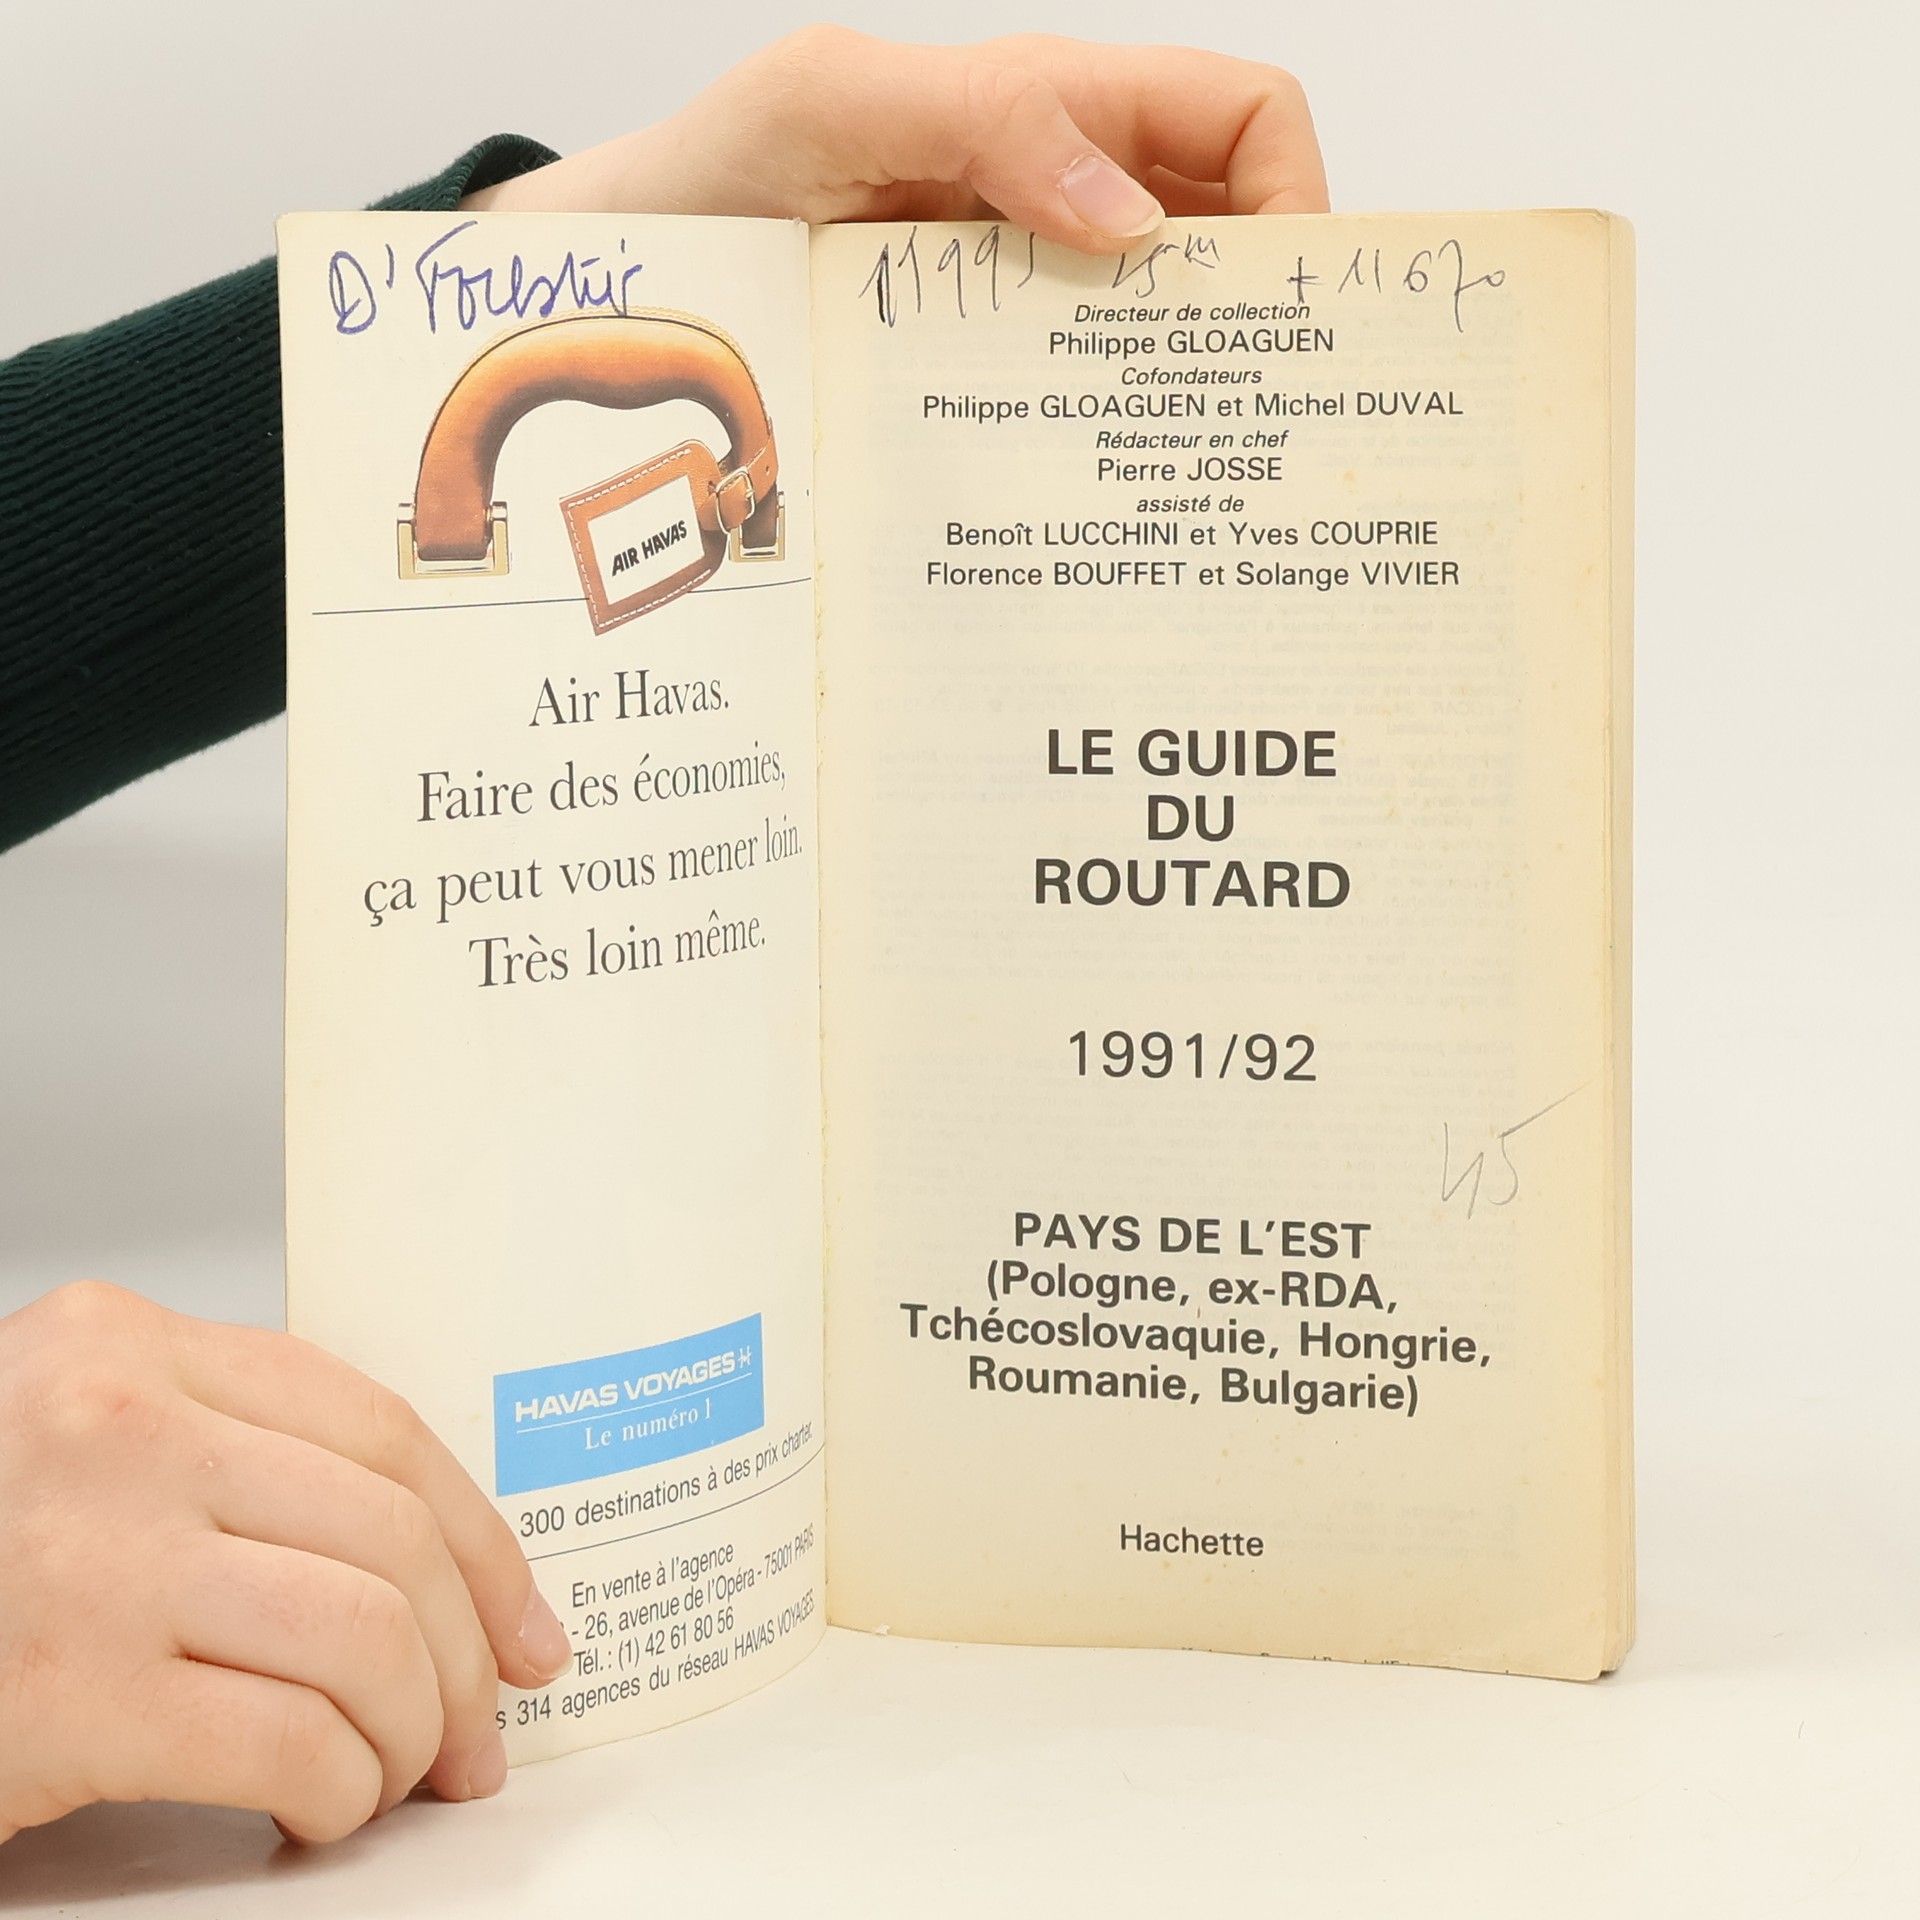 D' Forestier
AIR HAVAS
Air Havas.
Faire des économies,
ça peut vous mener loin.
Très loin même.
HAVAS VOYAGES
Le numéro 1
300 destinations à des prix charter.
En vente à l'agence
- 26, avenue de l'Opéra - 75001 PARIS
Tél. : (1) 42 61 80 56
314 agences du réseau HAVAS VOYAGES.
+ 11 670
Directeur de collection
Philippe GLOAGUEN
Cofondateurs
Philippe GLOAGUEN et Michel DUVAL
Rédacteur en chef
Pierre JOSSE
assisté de
Benoît LUCCHINI et Yves COUPRIE
Florence BOUFFET et Solange VIVIER
LE GUIDE
DU
ROUTARD
1991/92
45
PAYS DE L'EST
(Pologne, ex-RDA,
Tchécoslovaquie, Hongrie,
Roumanie, Bulgarie)
Hachette